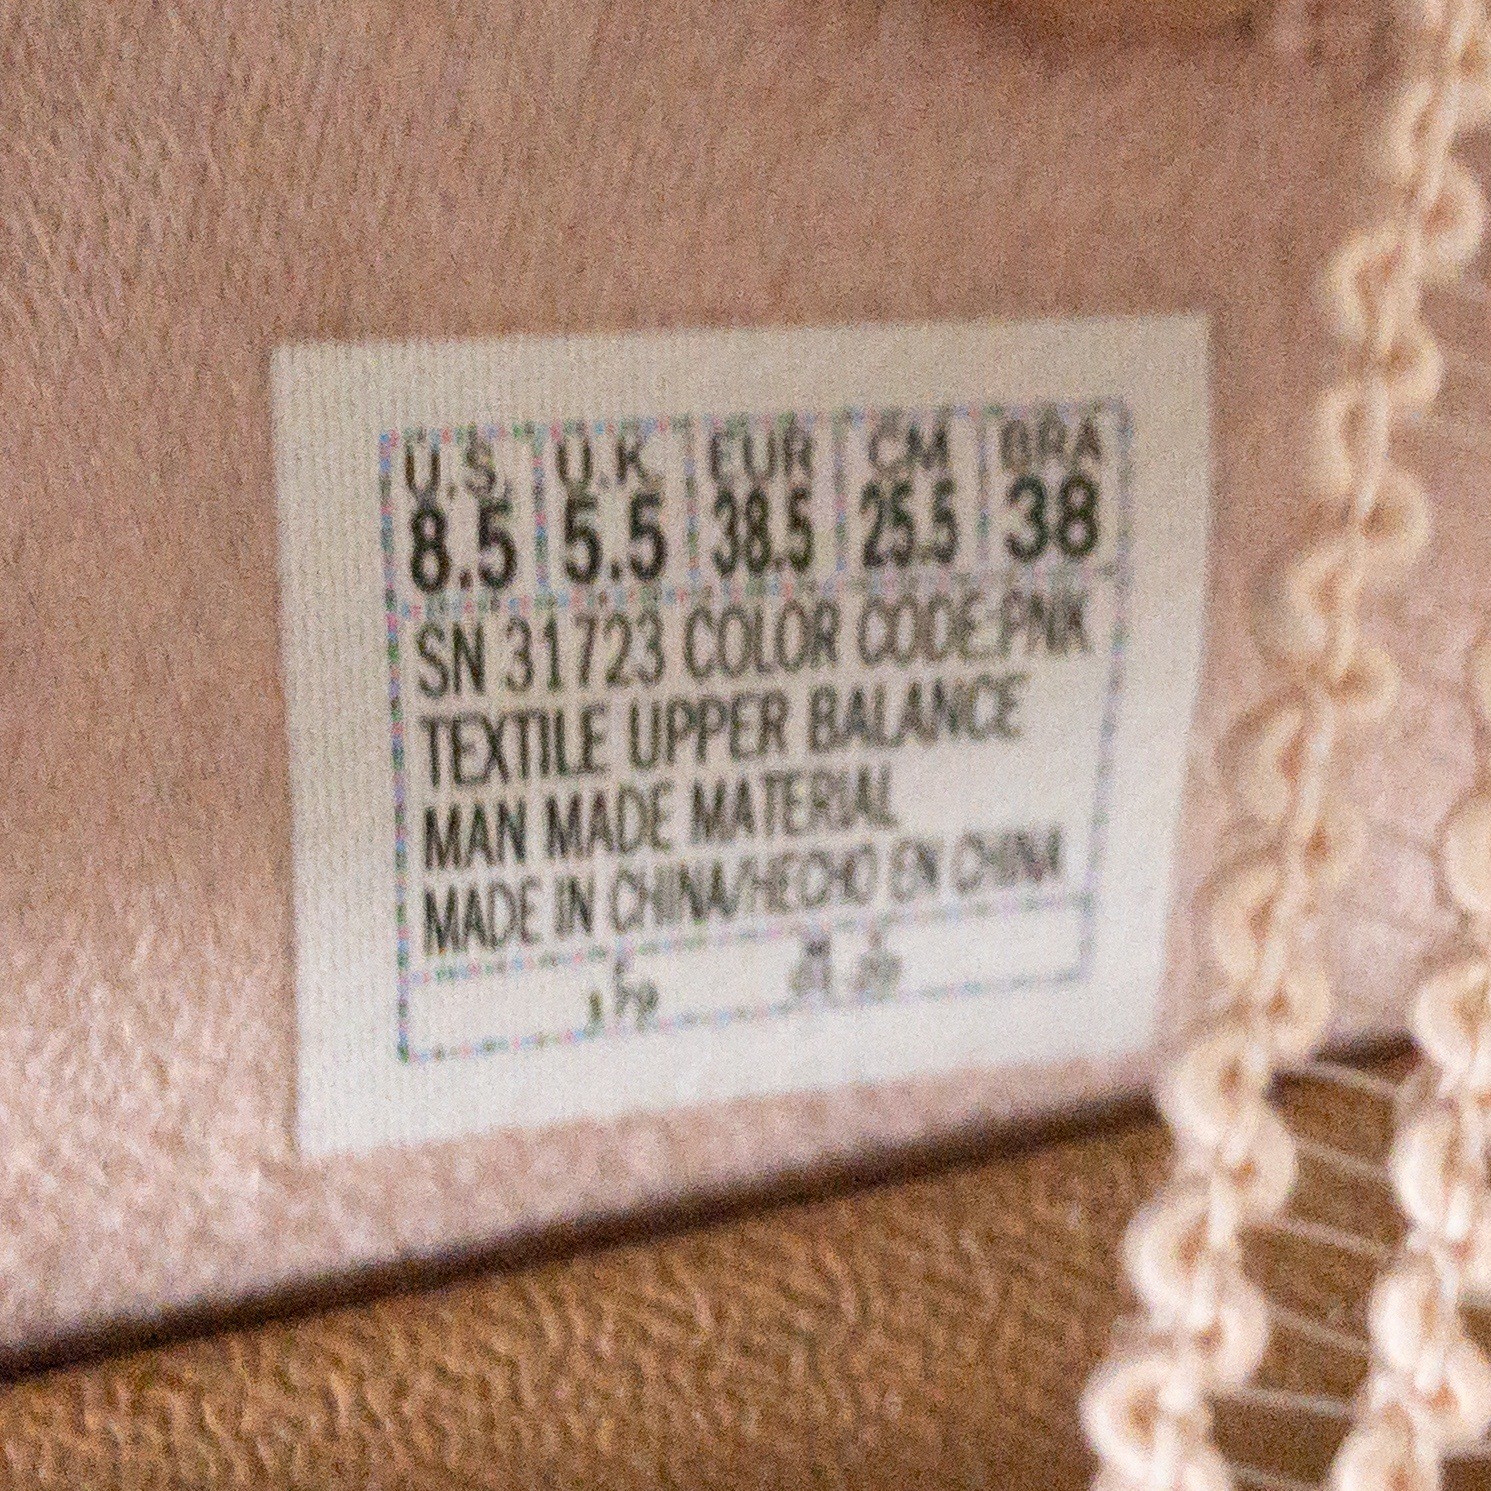 U.S. U.K. EUR CM BRA
8.5 5.5 38.5 25.5 38
SN 31723 COLOR CODE:PNK
TEXTILE UPPER BALANCE
MAN MADE MATERIAL
MADE IN CHINA/HECHO EN CHINA